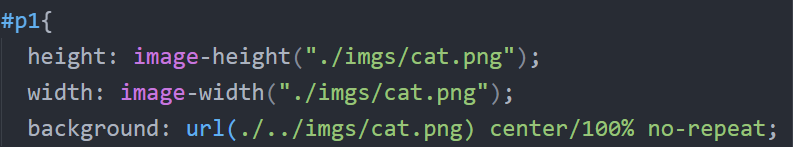 #p1{
height: image-height("./imgs/cat.png");
width: image-width("./imgs/cat.png");
background: url(./../imgs/cat.png) center/100% no-repeat;